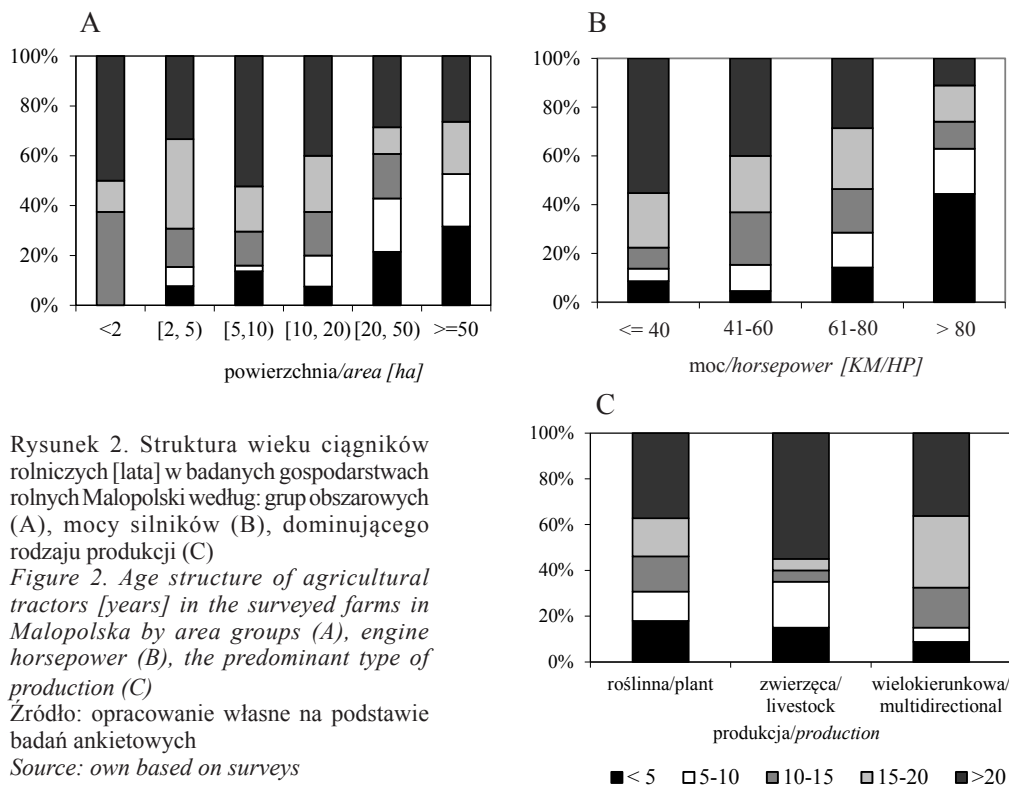 A
100%
80%
60%
40%
20%
0%
<2 [2, 5) [5,10) [10, 20) [20, 50) >=50
powierzchnia/area [ha]
B
100%
80%
60%
40%
20%
0%
<= 40 41-60 61-80 > 80
moc/horsepower [KM/HP]
Rysunek 2. Struktura wieku ciągników
rolniczych [lata] w badanych gospodarstwach
rolnych Malopolski według: grup obszarowych
(A), mocy silników (B), dominującego
rodzaju produkcji (C)
Figure 2. Age structure of agricultural
tractors [years] in the surveyed farms in
Malopolska by area groups (A), engine
horsepower (B), the predominant type of
production (C)
Źródło: opracowanie własne na podstawie
badań ankietowych
Source: own based on surveys
C
100%
80%
60%
40%
20%
0%
roślinna/plant zwierzęca/ wielokierunkowa/
livestock multidirectional
produkcja/production
< 5 5-10 10-15 15-20 >20